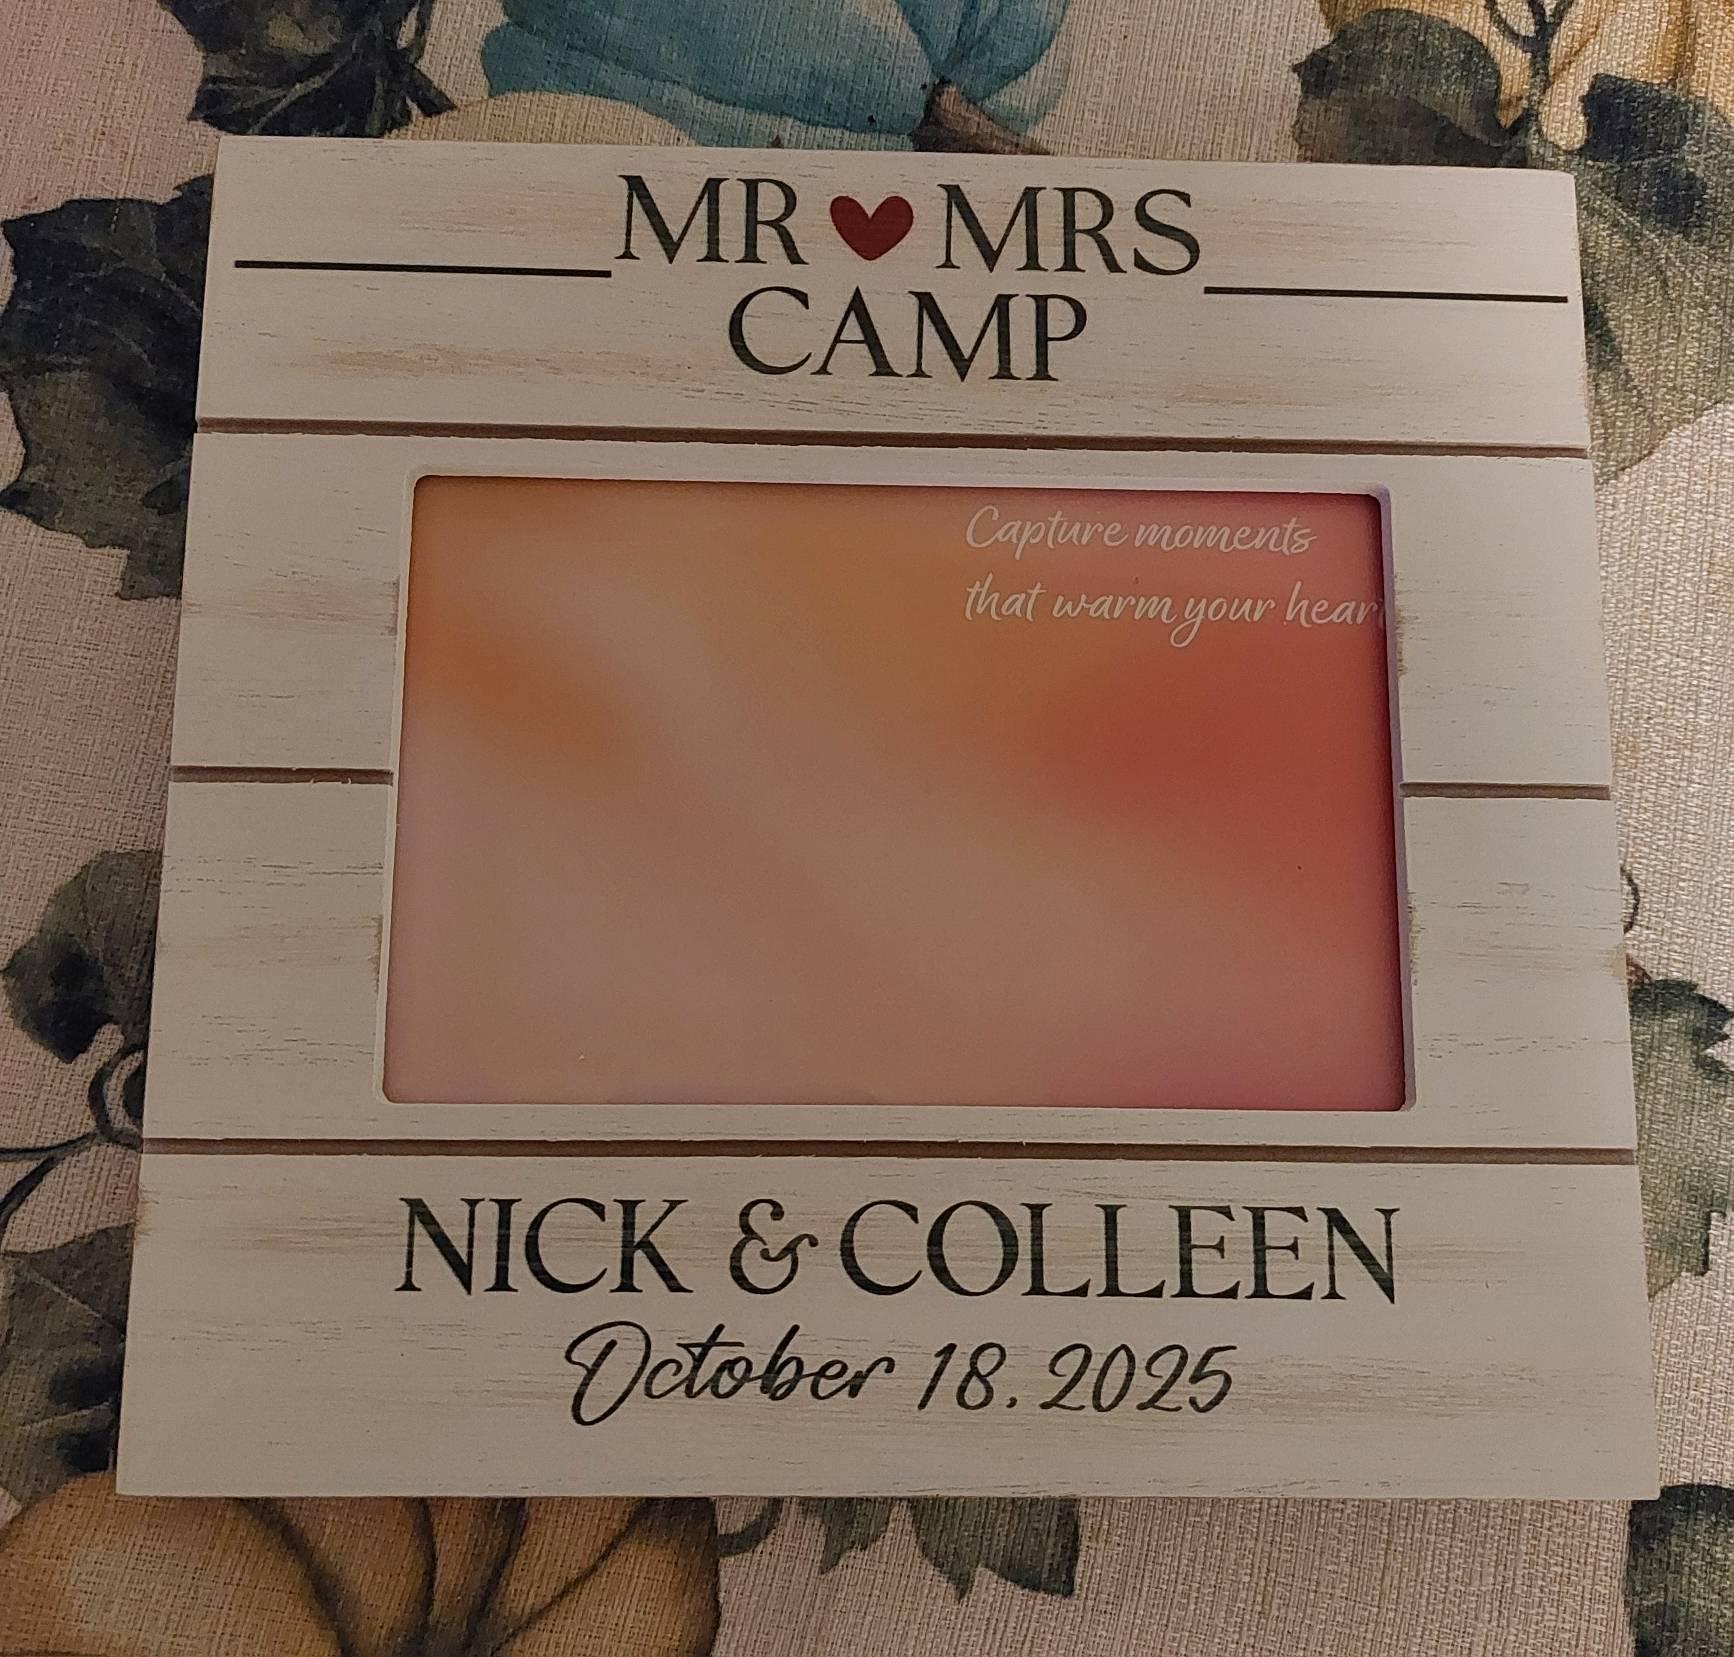 MR ♥ MRS
CAMP
Capture moments
that warm your hear
NICK & COLLEEN
October 18. 2025